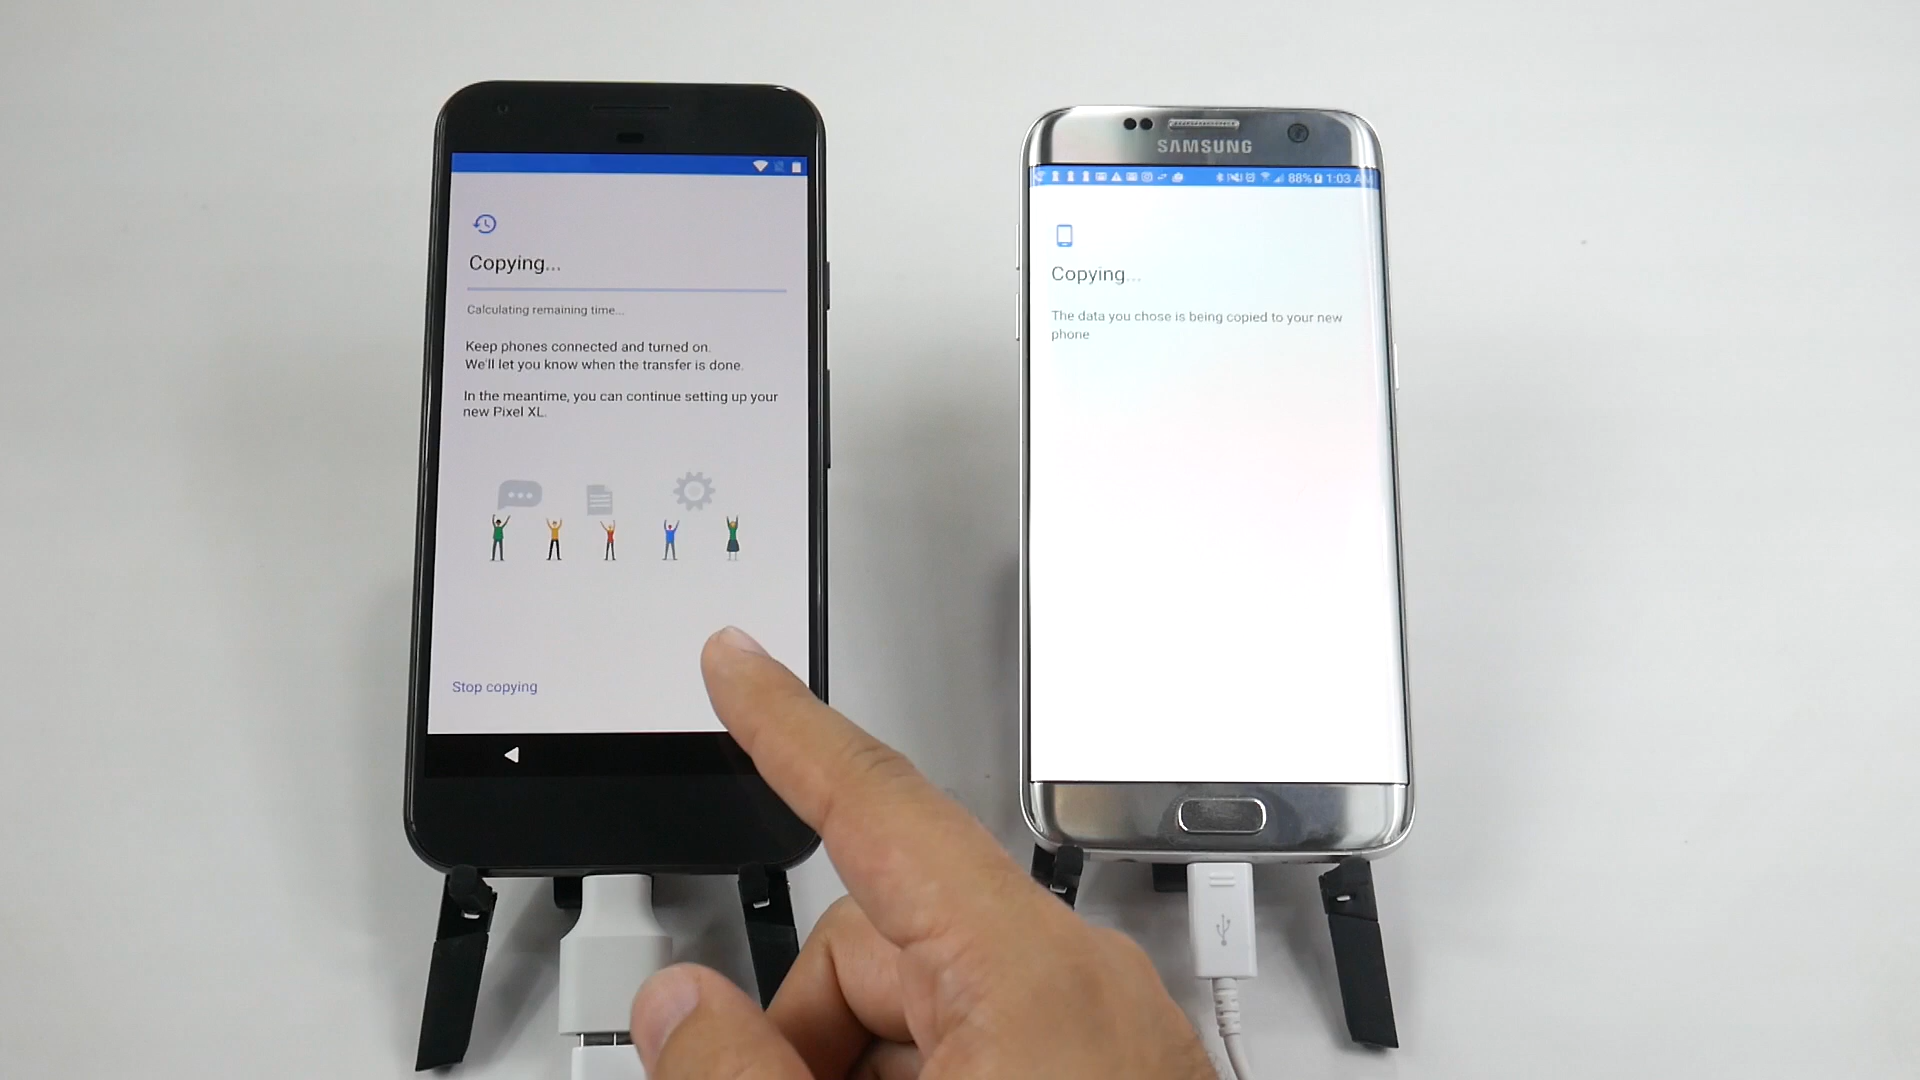 Copying...
Calculating remaining time...
Keep phones connected and turned on.
We'll let you know when the transfer is done.
In the meantime, you can continue setting up your
new Pixel XL.
Stop copying
SAMSUNG
88% 1:03 A
Copying...
The data you chose is being copied to your new
phone